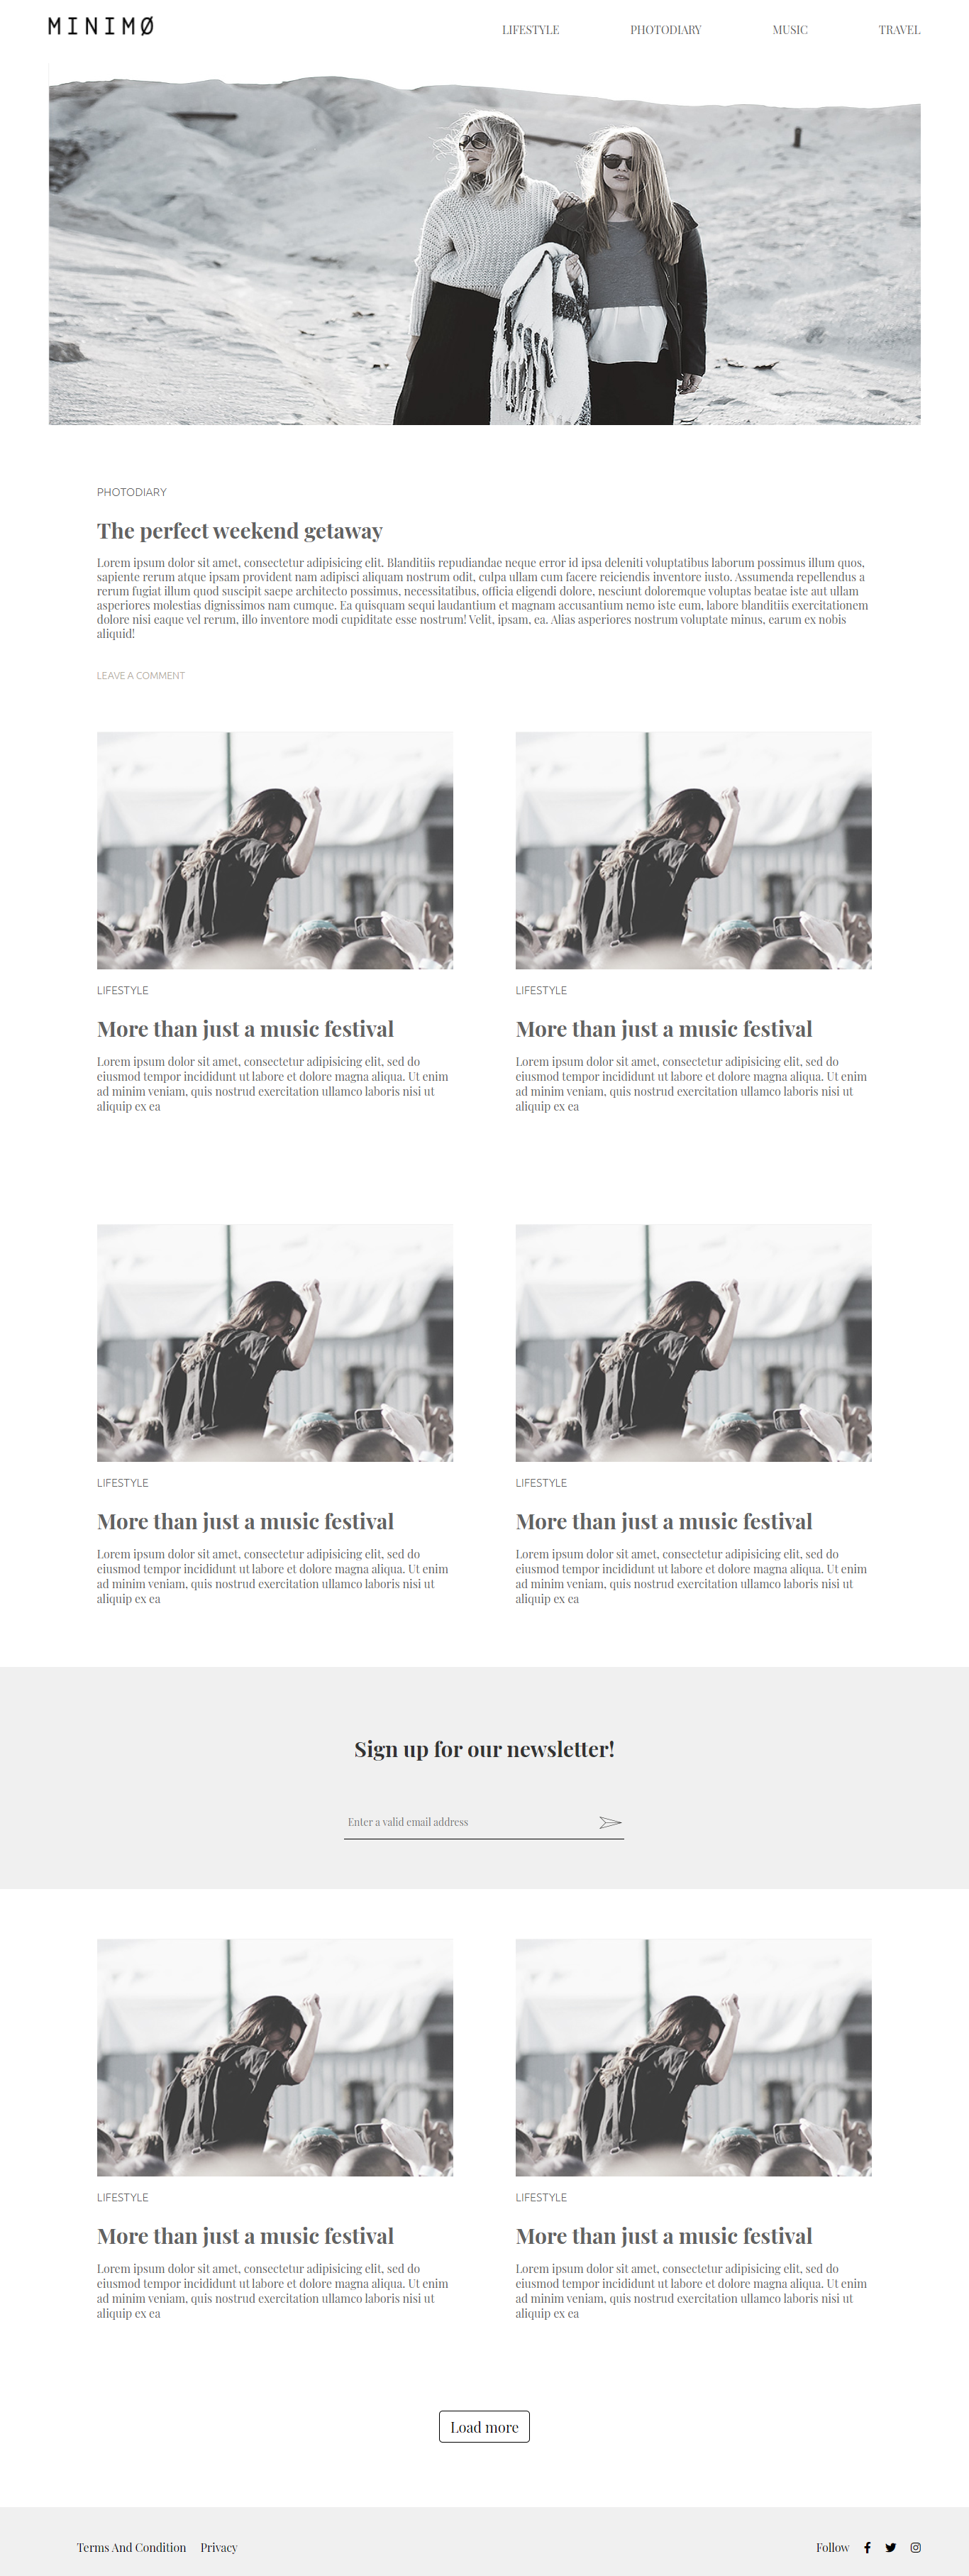 MINIMØ
LIFESTYLE
PHOTODIARY
MUSIC
TRAVEL
PHOTODIARY
The perfect weekend getaway
Lorem ipsum dolor sit amet, consectetur adipisicing elit. Blanditiis repudiandae neque error id ipsa deleniti voluptatibus laborum possimus illum quos,
sapiente rerum atque ipsam provident nam adipisci aliquam nostrum odit, culpa ullam cum facere reiciendis inventore iusto. Assumenda repellendus a
rerum fugiat illum quod suscipit saepe architecto possimus, necessitatibus, officia eligendi dolore, nesciunt doloremque voluptas beatae iste aut ullam
asperiores molestias dignissimos nam cumque. Ea quisquam sequi laudantium et magnam accusantium nemo iste eum, labore blanditiis exercitationem
dolore nisi eaque vel rerum, illo inventore modi cupiditate esse nostrum! Velit, ipsam, ea. Alias asperiores nostrum voluptate minus, earum ex nobis
aliquid!
LEAVE A COMMENT
LIFESTYLE
More than just a music festival
Lorem ipsum dolor sit amet, consectetur adipisicing elit, sed do
eiusmod tempor incididunt ut labore et dolore magna aliqua. Ut enim
ad minim veniam, quis nostrud exercitation ullamco laboris nisi ut
aliquip ex ea
LIFESTYLE
More than just a music festival
Lorem ipsum dolor sit amet, consectetur adipisicing elit, sed do
eiusmod tempor incididunt ut labore et dolore magna aliqua. Ut enim
ad minim veniam, quis nostrud exercitation ullamco laboris nisi ut
aliquip ex ea
LIFESTYLE
More than just a music festival
Lorem ipsum dolor sit amet, consectetur adipisicing elit, sed do
eiusmod tempor incididunt ut labore et dolore magna aliqua. Ut enim
ad minim veniam, quis nostrud exercitation ullamco laboris nisi ut
aliquip ex ea
LIFESTYLE
More than just a music festival
Lorem ipsum dolor sit amet, consectetur adipisicing elit, sed do
eiusmod tempor incididunt ut labore et dolore magna aliqua. Ut enim
ad minim veniam, quis nostrud exercitation ullamco laboris nisi ut
aliquip ex ea
Sign up for our newsletter!
Enter a valid email address
LIFESTYLE
More than just a music festival
Lorem ipsum dolor sit amet, consectetur adipisicing elit, sed do
eiusmod tempor incididunt ut labore et dolore magna aliqua. Ut enim
ad minim veniam, quis nostrud exercitation ullamco laboris nisi ut
aliquip ex ea
LIFESTYLE
More than just a music festival
Lorem ipsum dolor sit amet, consectetur adipisicing elit, sed do
eiusmod tempor incididunt ut labore et dolore magna aliqua. Ut enim
ad minim veniam, quis nostrud exercitation ullamco laboris nisi ut
aliquip ex ea
Load more
Terms And Condition
Privacy
Follow